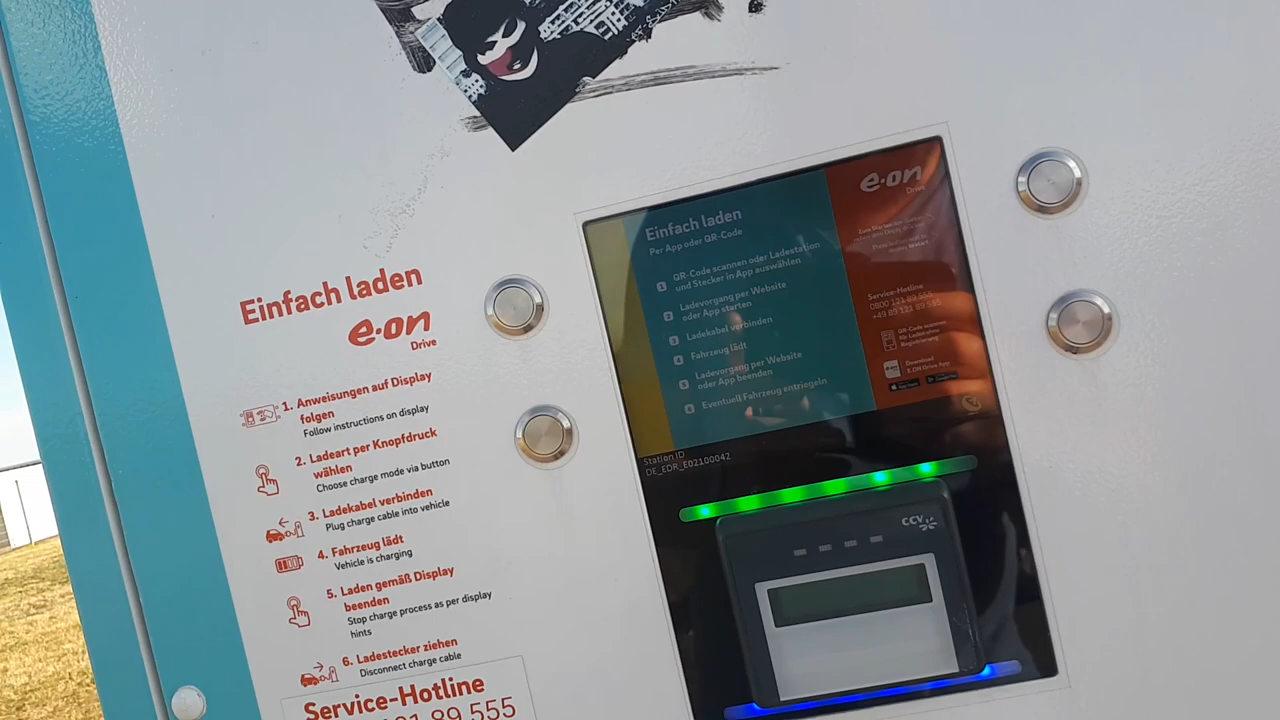 Einfach laden
e·on
Drive
1. Anweisungen auf Display
folgen
Follow instructions on display
2. Ladeart per Knopfdruck
wählen
Choose charge mode via button
3. Ladekabel verbinden
Plug charge cable into vehicle
4. Fahrzeug lädt
Vehicle is charging
5. Laden gemäß Display
beenden
Stop charge process as per display
hints
6. Ladestecker ziehen
Disconnect charge cable
Service-Hotline
89 555
Einfach laden
Per App oder QR-Code
1 QR-Code scannen oder Ladestation
und Stecker in App auswählen
2 Ladevorgang per Website
oder App starten
3 Ladekabel verbinden
4 Fahrzeug lädt
5 Ladevorgang per Website
oder App beenden
6 Eventuell Fahrzeug entriegeln
e·on
Drive
Service-Hotline
0800 121 89 555
+49 89 121 89 555
QR-Code scannen
für Ladestrom
Registrierung
Download
E.ON Drive App
Station ID
DE_EDR_E02100042
CCV